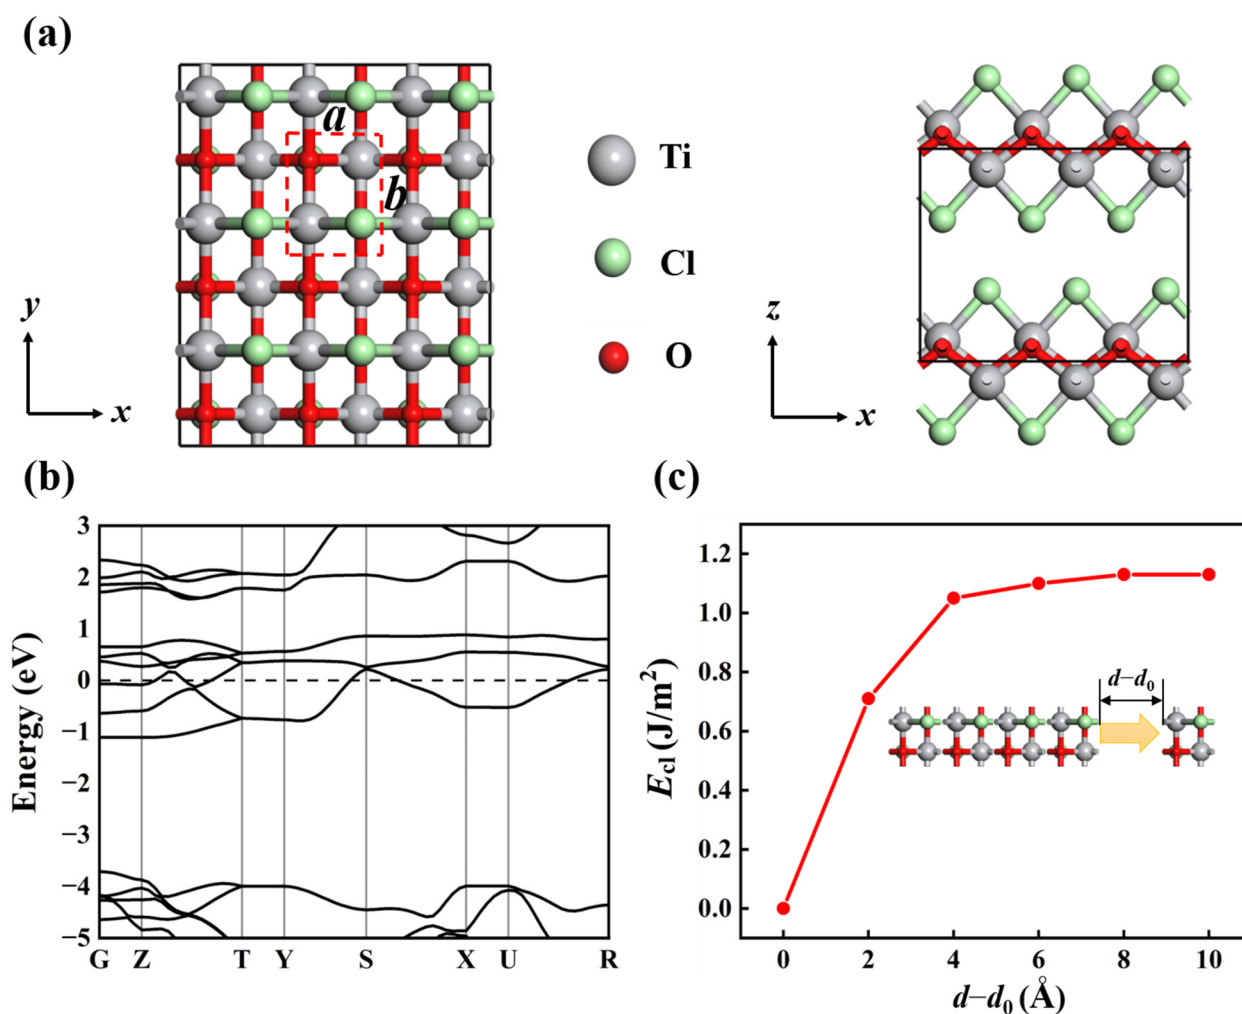 (a)
a
b
y
x
Ti
Cl
O
z
x
(b)
Energy (eV)
3
2
1
0
−1
−2
−3
−4
−5
G Z T Y S X U R
(c)
E_cl (J/m²)
1.2
1.0
0.8
0.6
0.4
0.2
0.0
d−d₀
0 2 4 6 8 10
d−d₀ (Å)